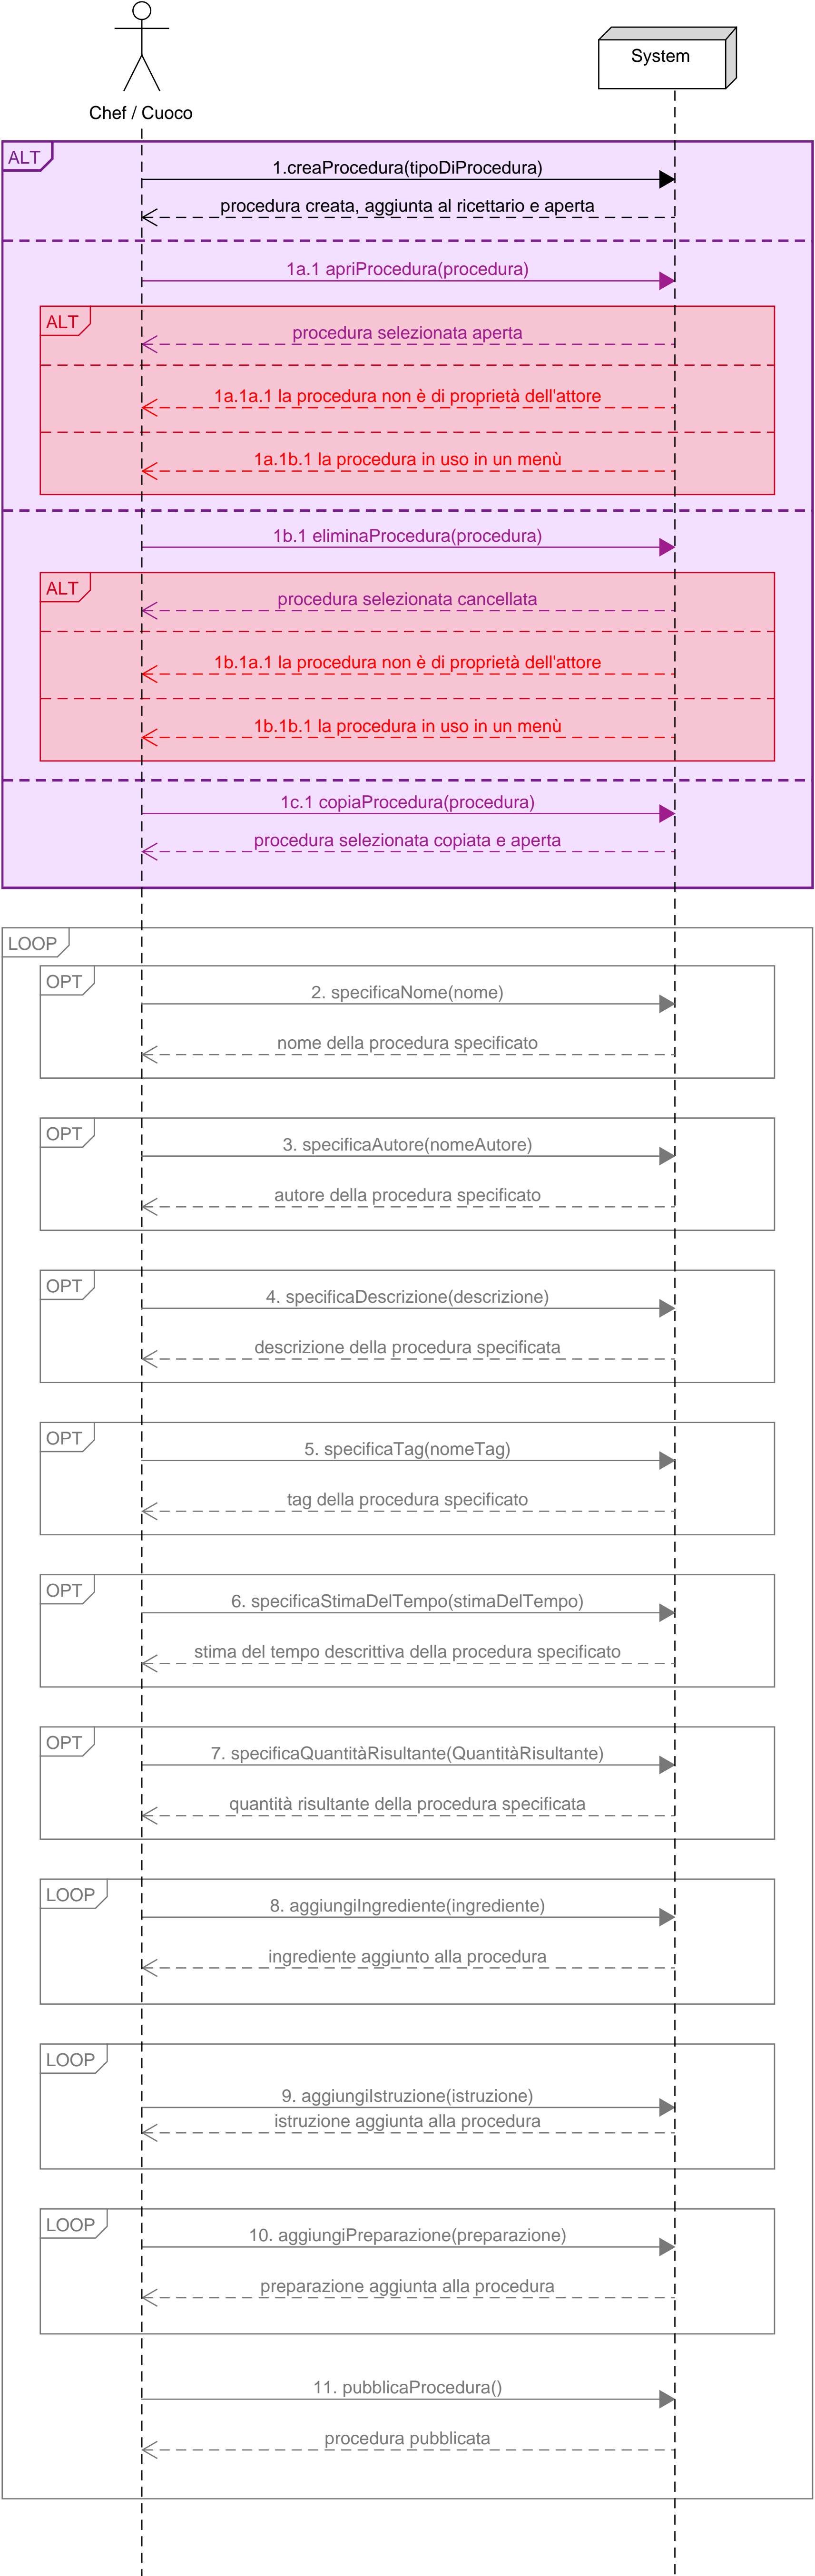 System
Chef / Cuoco
ALT
1.creaProcedura(tipoDiProcedura)
procedura creata, aggiunta al ricettario e aperta
1a.1 apriProcedura(procedura)
ALT
procedura selezionata aperta
1a.1a.1 la procedura non è di proprietà dell'attore
1a.1b.1 la procedura in uso in un menù
1b.1 eliminaProcedura(procedura)
ALT
procedura selezionata cancellata
1b.1a.1 la procedura non è di proprietà dell'attore
1b.1b.1 la procedura in uso in un menù
1c.1 copiaProcedura(procedura)
procedura selezionata copiata e aperta
LOOP
OPT
2. specificaNome(nome)
nome della procedura specificato
OPT
3. specificaAutore(nomeAutore)
autore della procedura specificato
OPT
4. specificaDescrizione(descrizione)
descrizione della procedura specificata
OPT
5. specificaTag(nomeTag)
tag della procedura specificato
OPT
6. specificaStimaDelTempo(stimaDelTempo)
stima del tempo descrittiva della procedura specificato
OPT
7. specificaQuantitàRisultante(QuantitàRisultante)
quantità risultante della procedura specificata
LOOP
8. aggiungiIngrediente(ingrediente)
ingrediente aggiunto alla procedura
LOOP
9. aggiungiIstruzione(istruzione)
istruzione aggiunta alla procedura
LOOP
10. aggiungiPreparazione(preparazione)
preparazione aggiunta alla procedura
11. pubblicaProcedura()
procedura pubblicata